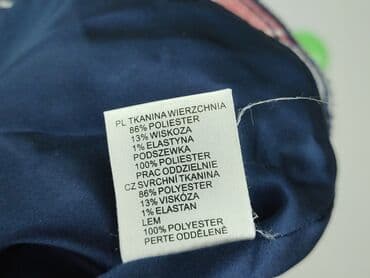 PL TKANINA WIERZCHNIA
86% POLIESTER
13% WISKOZA
1% ELASTYNA
PODSZEWKA
100% POLIESTER
PRAC ODDZIELNIE
CZ SVRCHNÍ TKANINA
86% POLYESTER
13% VISKÓZA
1% ELASTAN
LEM
100% POLYESTER
PERTE ODDĚLENĚ